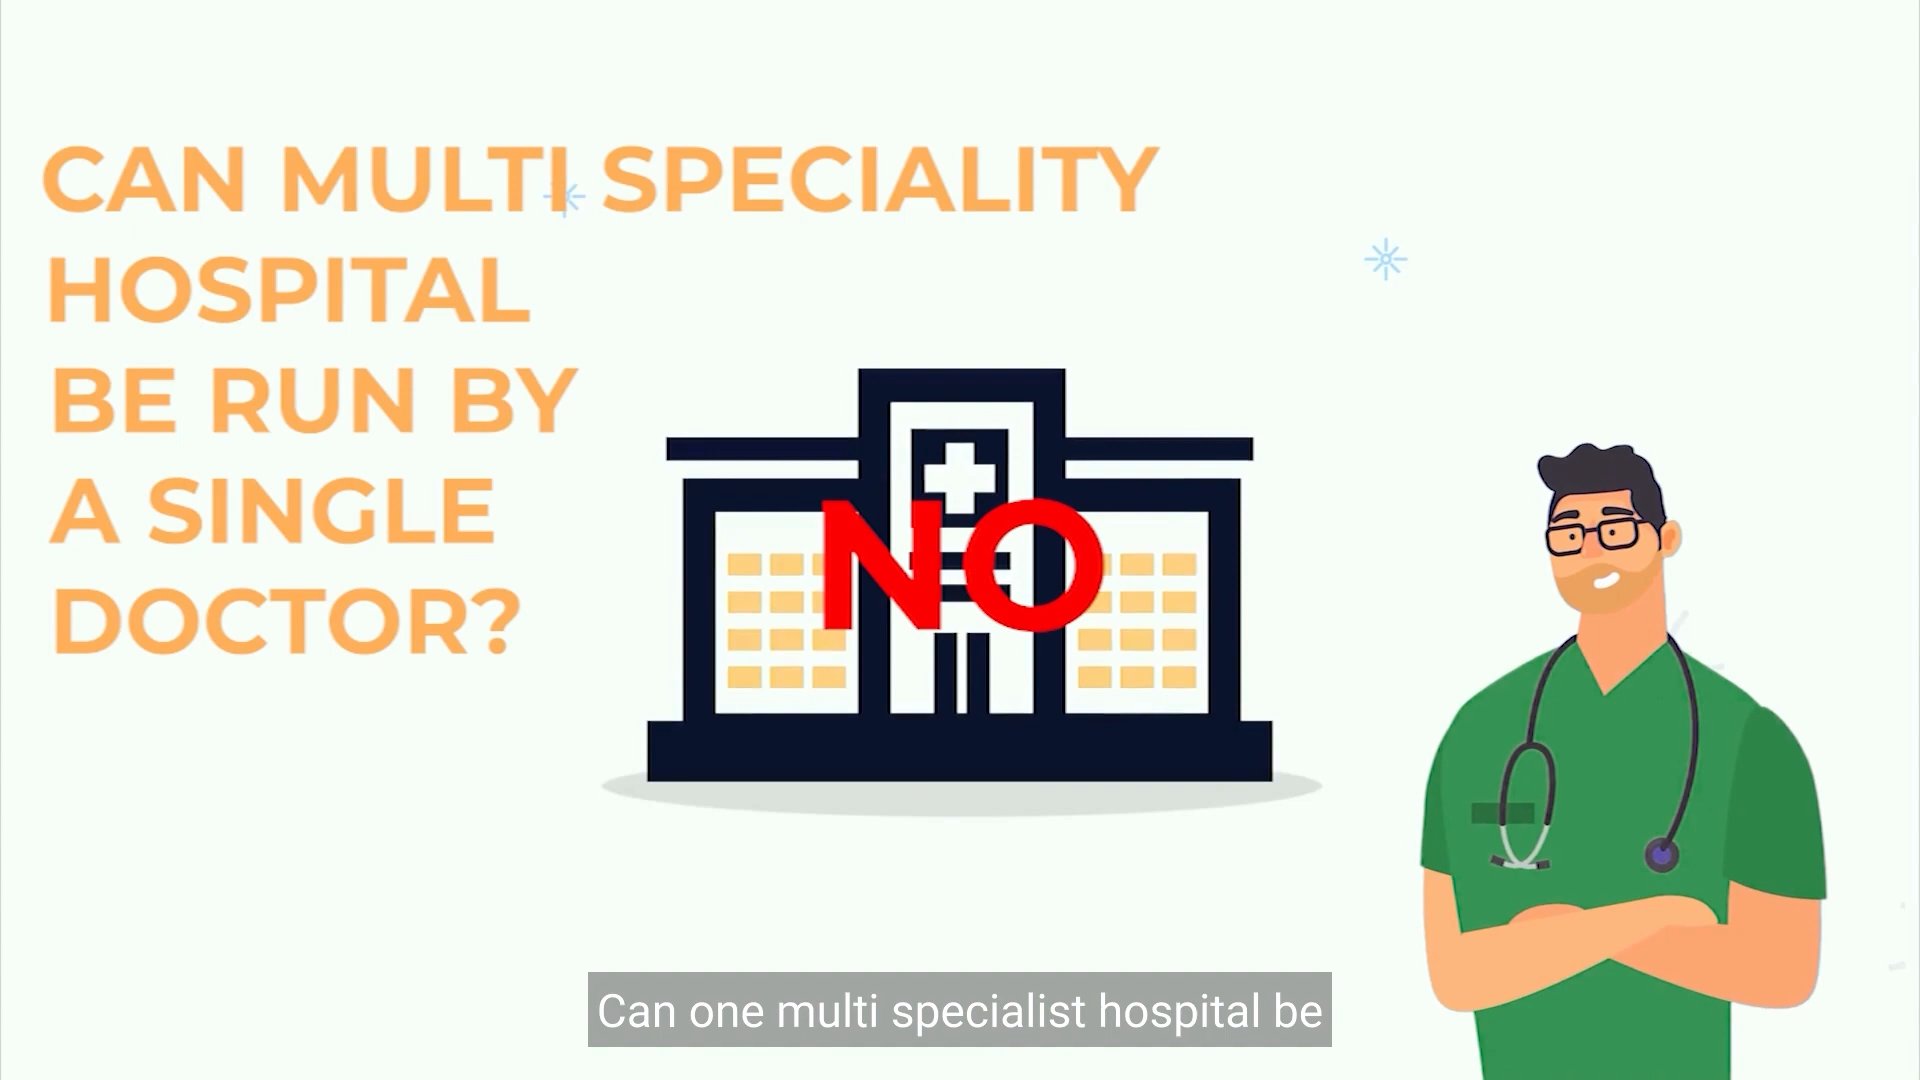 CAN MULTI SPECIALITY
HOSPITAL
BE RUN BY
A SINGLE
DOCTOR?
NO
Can one multi specialist hospital be